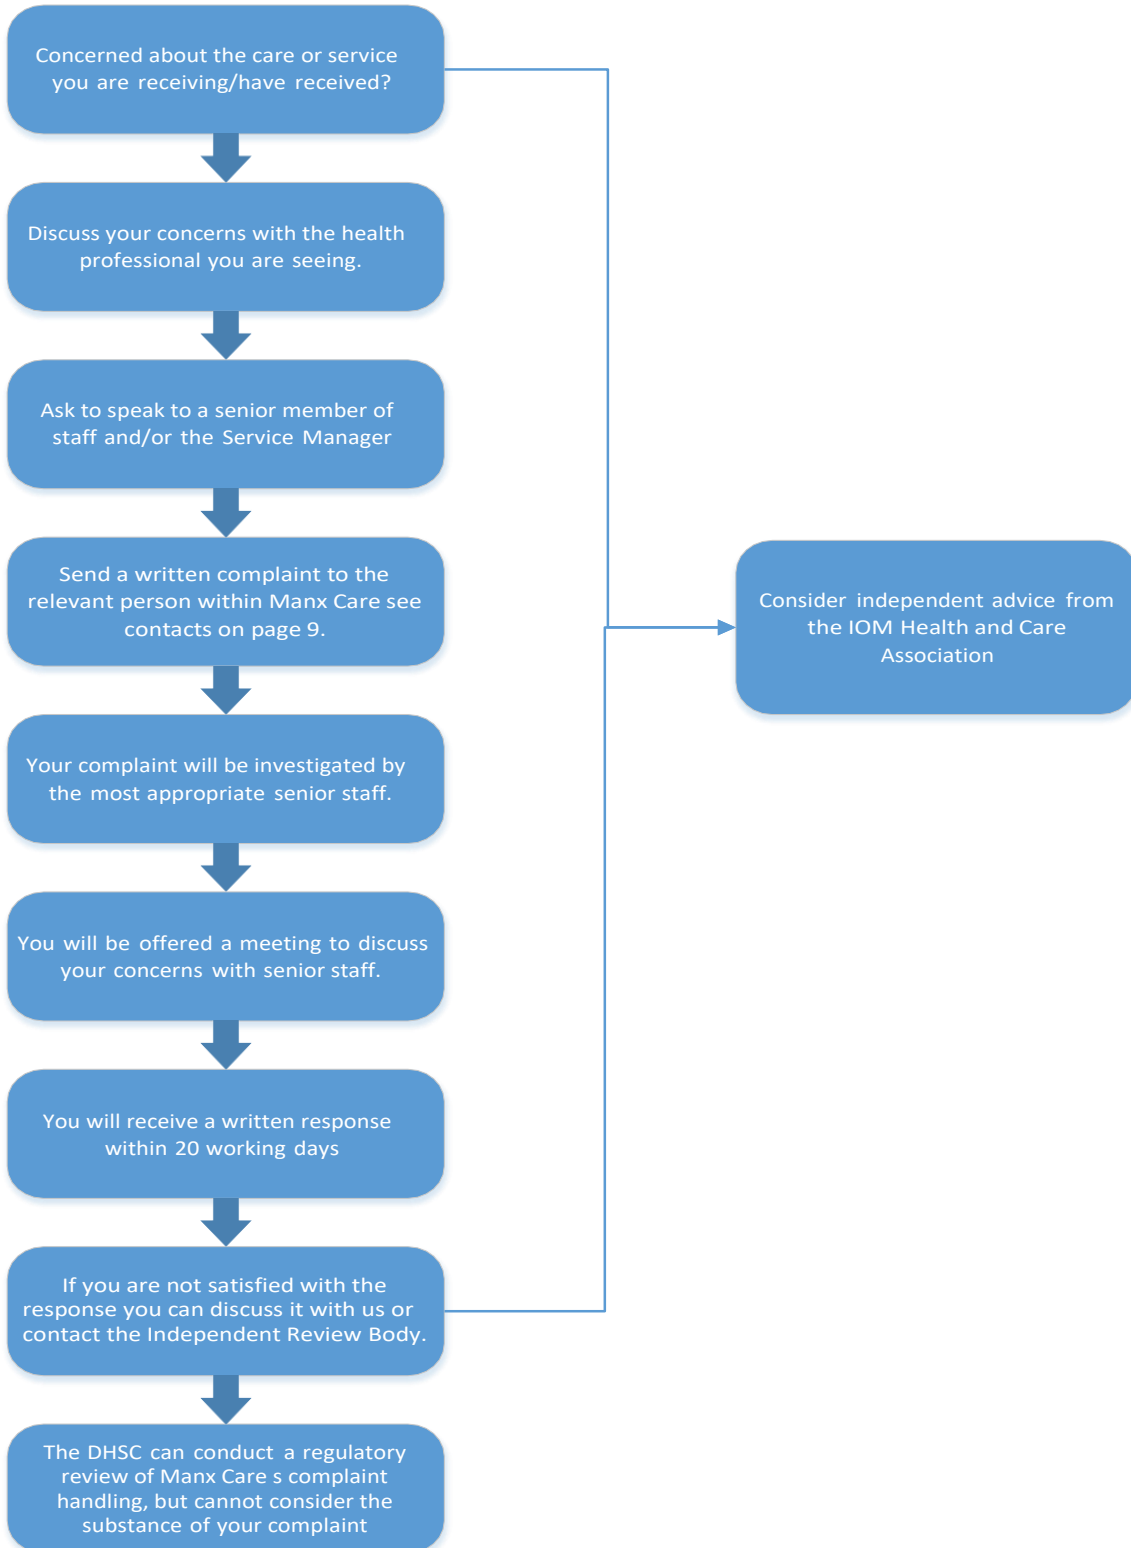 Concerned about the care or service
you are receiving/have received?
Discuss your concerns with the health
professional you are seeing.
Ask to speak to a senior member of
staff and/or the Service Manager
Send a written complaint to the
relevant person within Manx Care see
contacts on page 9.
Consider independent advice from
the IOM Health and Care
Association
Your complaint will be investigated by
the most appropriate senior staff.
You will be offered a meeting to discuss
your concerns with senior staff.
You will receive a written response
within 20 working days
If you are not satisfied with the
response you can discuss it with us or
contact the Independent Review Body.
The DHSC can conduct a regulatory
review of Manx Care s complaint
handling, but cannot consider the
substance of your complaint